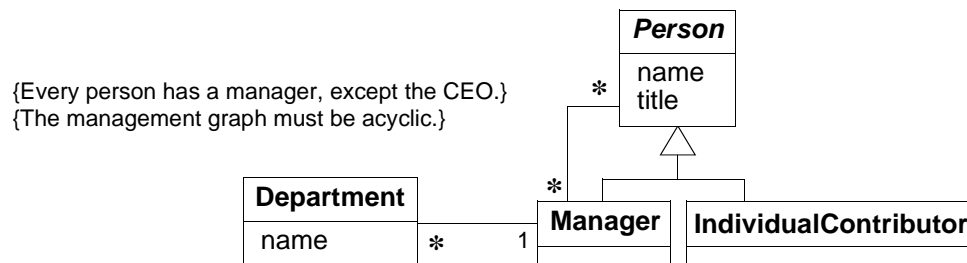 Person
name
title
*
{Every person has a manager, except the CEO.}
{The management graph must be acyclic.}
*
Department
name
*
1
Manager
IndividualContributor